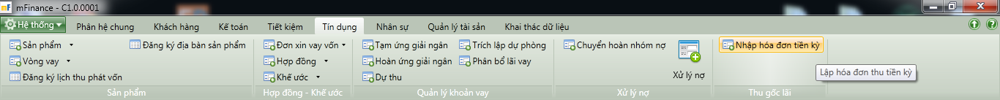 mF mFinance - C1.0.0001
Hệ thống Phân hệ chung Khách hàng Kế toán Tiết kiệm Tín dụng Nhân sự Quản lý tài sản Khai thác dữ liệu
Sản phẩm Đăng ký địa bàn sản phẩm
Vòng vay
Đăng ký lịch thu phát vốn
Sản phẩm
Đơn xin vay vốn
Hợp đồng
Khế ước
Hợp đồng - Khế ước
Tạm ứng giải ngân Trích lập dự phòng
Hoàn ứng giải ngân Phân bổ lãi vay
Dự thu
Quản lý khoản vay
Chuyển hoàn nhóm nợ
Xử lý nợ
Xử lý nợ
Nhập hóa đơn tiền kỳ
Lập hóa đơn thu tiền kỳ
Thu gốc lãi